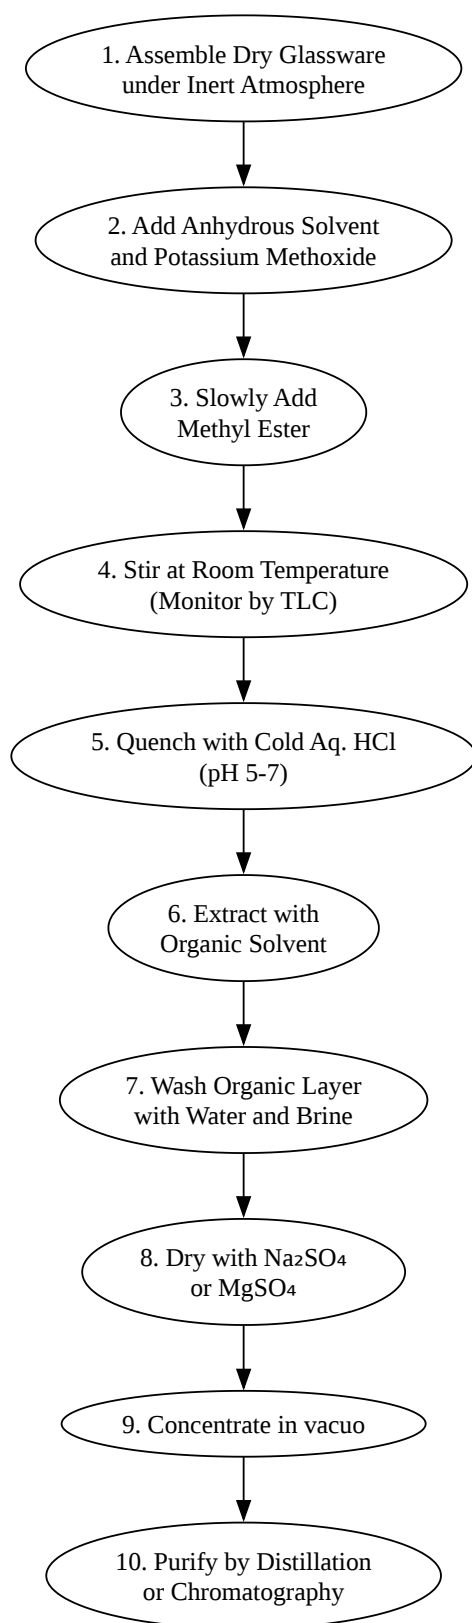 1. Assemble Dry Glassware
under Inert Atmosphere
2. Add Anhydrous Solvent
and Potassium Methoxide
3. Slowly Add
Methyl Ester
4. Stir at Room Temperature
(Monitor by TLC)
5. Quench with Cold Aq. HCl
(pH 5-7)
6. Extract with
Organic Solvent
7. Wash Organic Layer
with Water and Brine
8. Dry with Na₂SO₄
or MgSO₄
9. Concentrate in vacuo
10. Purify by Distillation
or Chromatography